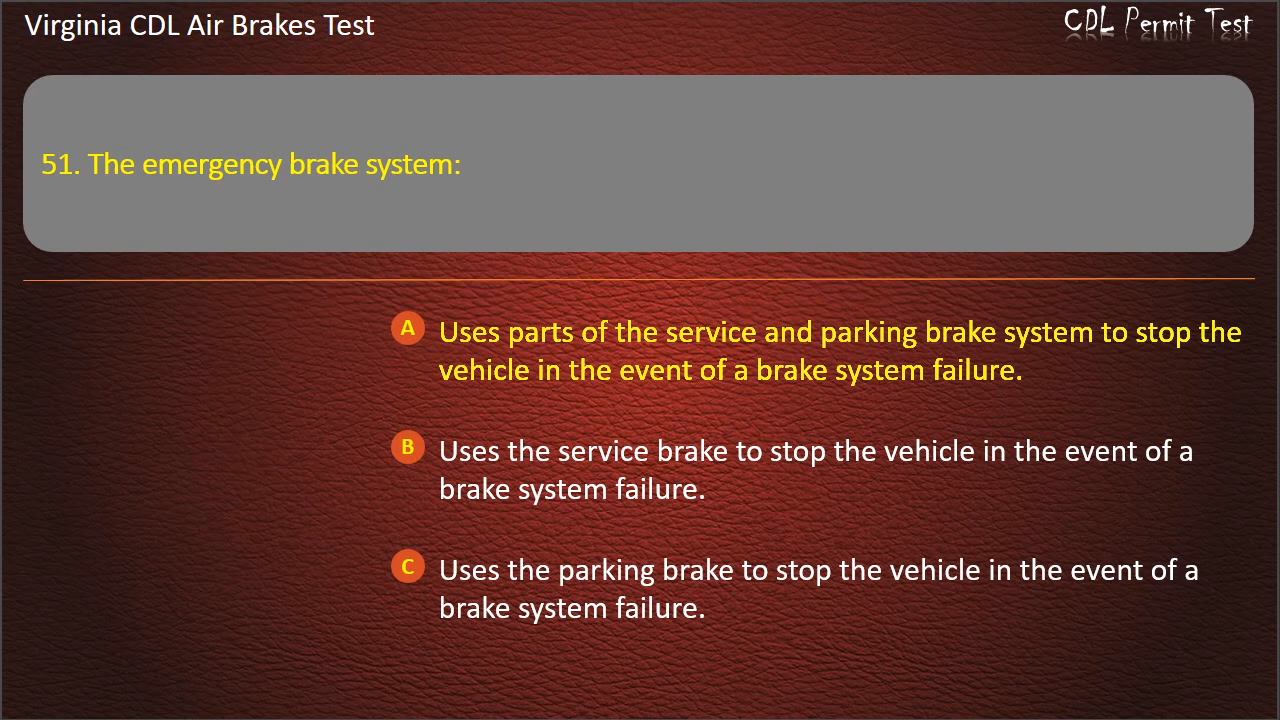 Virginia CDL Air Brakes Test
CDL Permit Test
51. The emergency brake system:
A Uses parts of the service and parking brake system to stop the
vehicle in the event of a brake system failure.
B Uses the service brake to stop the vehicle in the event of a
brake system failure.
C Uses the parking brake to stop the vehicle in the event of a
brake system failure.